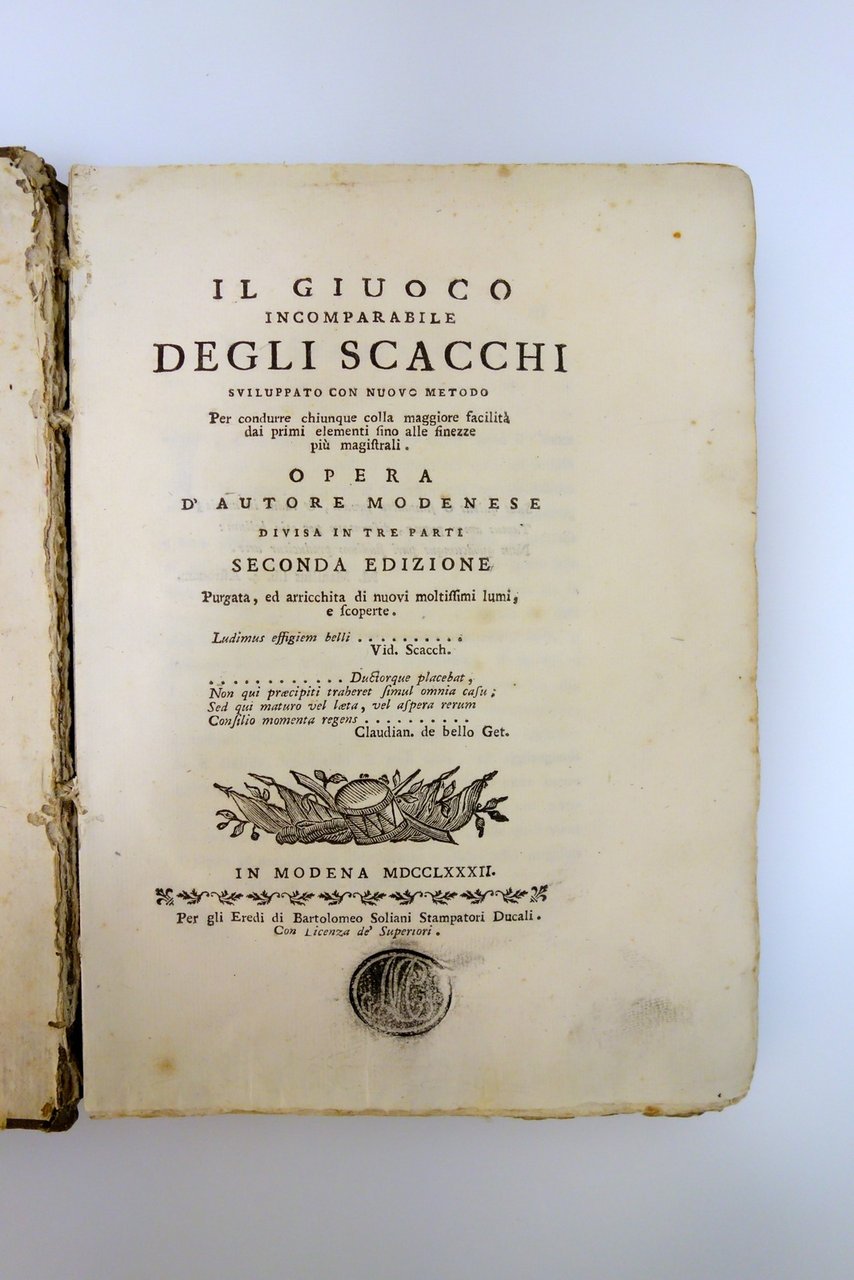 IL GIUOCO
INCOMPARABILE
DEGLI SCACCHI
SVILUPPATO CON NUOVO METODO
Per condurre chiunque colla maggiore facilità
dai primi elementi ſino alle finezze
più magiſtrali.
OPERA
D' AUTORE MODENESE
DIVISA IN TRE PARTI
SECONDA EDIZIONE
Purgata, ed arricchita di nuovi moltiſſimi lumi,
e ſcoperte.
Ludimus effigiem belli . . . . . . . . . .
Vid. Scacch.
. . . . . . . . . . . . Ductorque placebat,
Non qui præcipiti traheret ſimul omnia caſu;
Sed qui maturo vel læta, vel aſpera rerum
Conſilio momenta regens . . . . . . . . . .
Claudian. de bello Get.
IN MODENA MDCCLXXXII.
Per gli Eredi di Bartolomeo Soliani Stampatori Ducali.
Con Licenza de' Superiori.